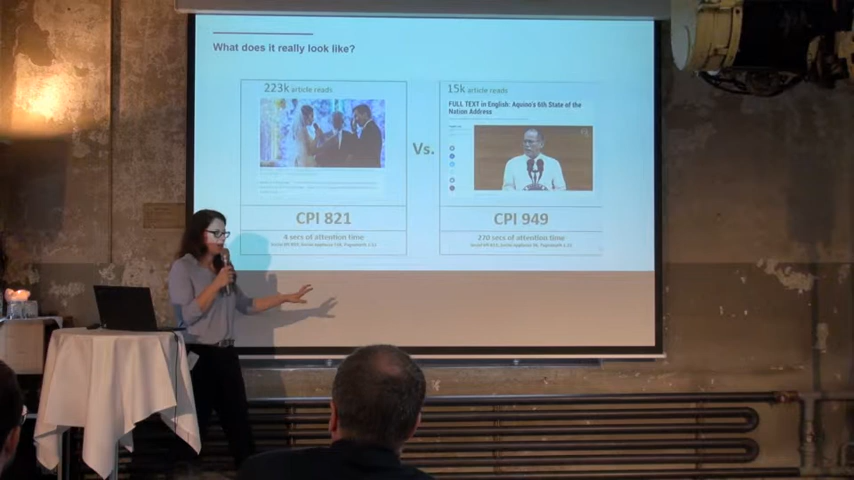 What does it really look like?
223k article reads
Vs.
15k article reads
FULL TEXT in English: Aquino's 6th State of the
Nation Address
CPI 821
4 secs of attention time
CPI 949
270 secs of attention time